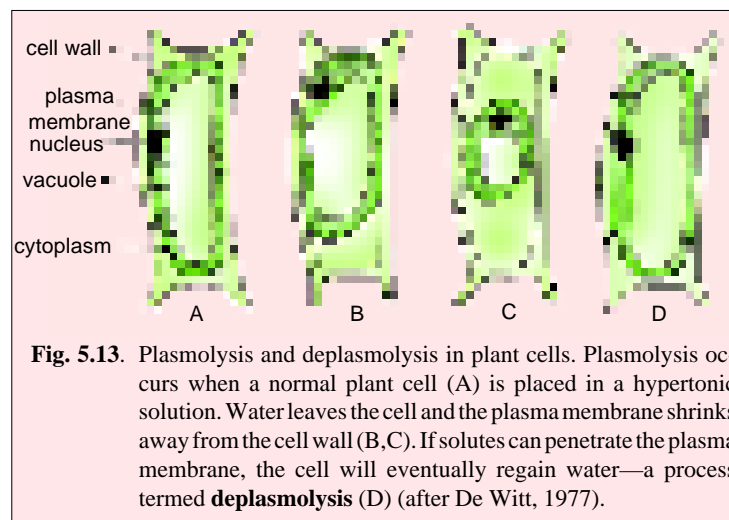 cell wall
plasma
membrane
nucleus
vacuole
cytoplasm
A B C D
Fig. 5.13. Plasmolysis and deplasmolysis in plant cells. Plasmolysis oc-
curs when a normal plant cell (A) is placed in a hypertonic
solution. Water leaves the cell and the plasma membrane shrinks
away from the cell wall (B,C). If solutes can penetrate the plasma
membrane, the cell will eventually regain water—a process
termed deplasmolysis (D) (after De Witt, 1977).